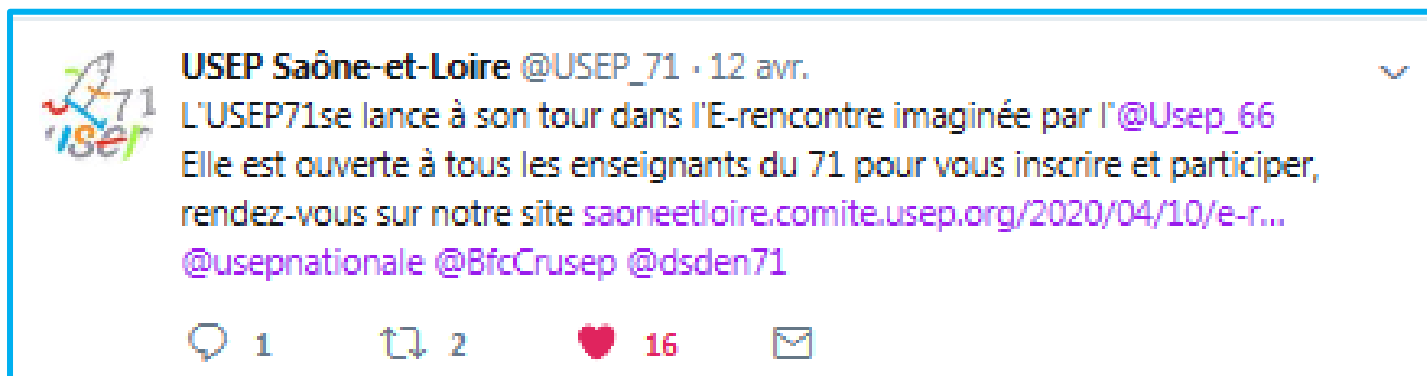 USEP Saône-et-Loire @USEP_71 · 12 avr.
L'USEP71se lance à son tour dans l'E-rencontre imaginée par l'@Usep_66
Elle est ouverte à tous les enseignants du 71 pour vous inscrire et participer,
rendez-vous sur notre site saoneetloire.comite.usep.org/2020/04/10/e-r...
@usepnationale @BfcCrusep @dsden71
1 2 16
71
usep